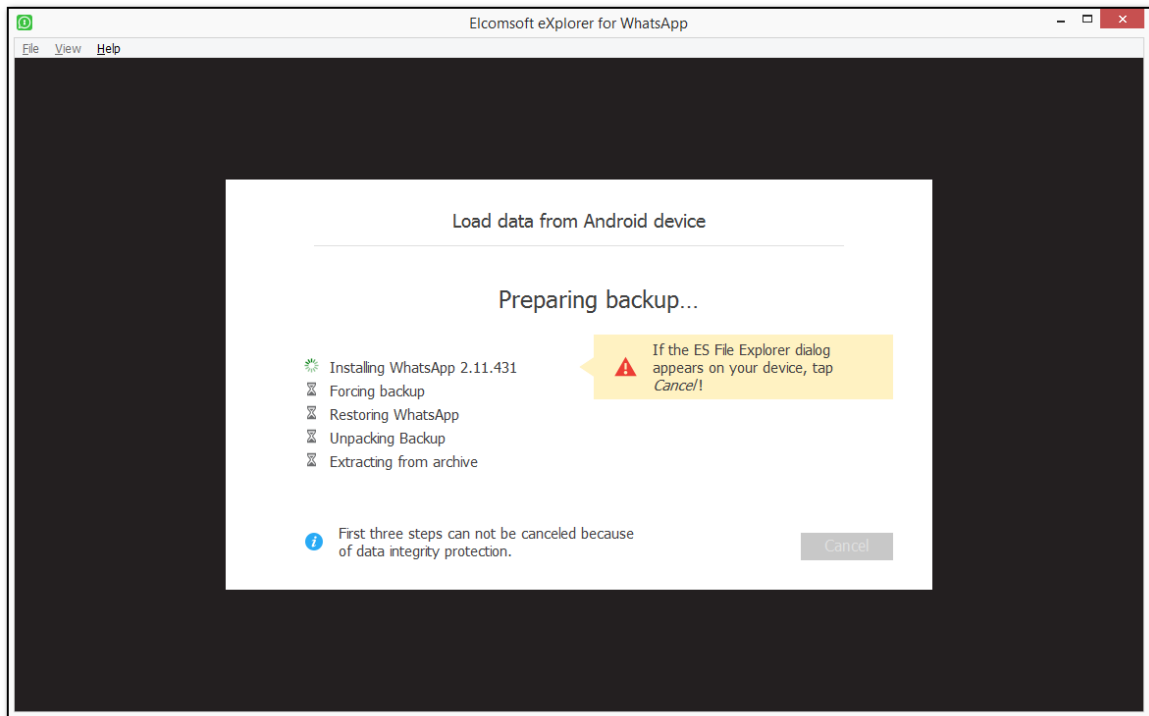 Elcomsoft eXplorer for WhatsApp
File View Help
Load data from Android device
Preparing backup...
Installing WhatsApp 2.11.431
If the ES File Explorer dialog
appears on your device, tap
Cancel!
Forcing backup
Restoring WhatsApp
Unpacking Backup
Extracting from archive
First three steps can not be canceled because
of data integrity protection.
Cancel